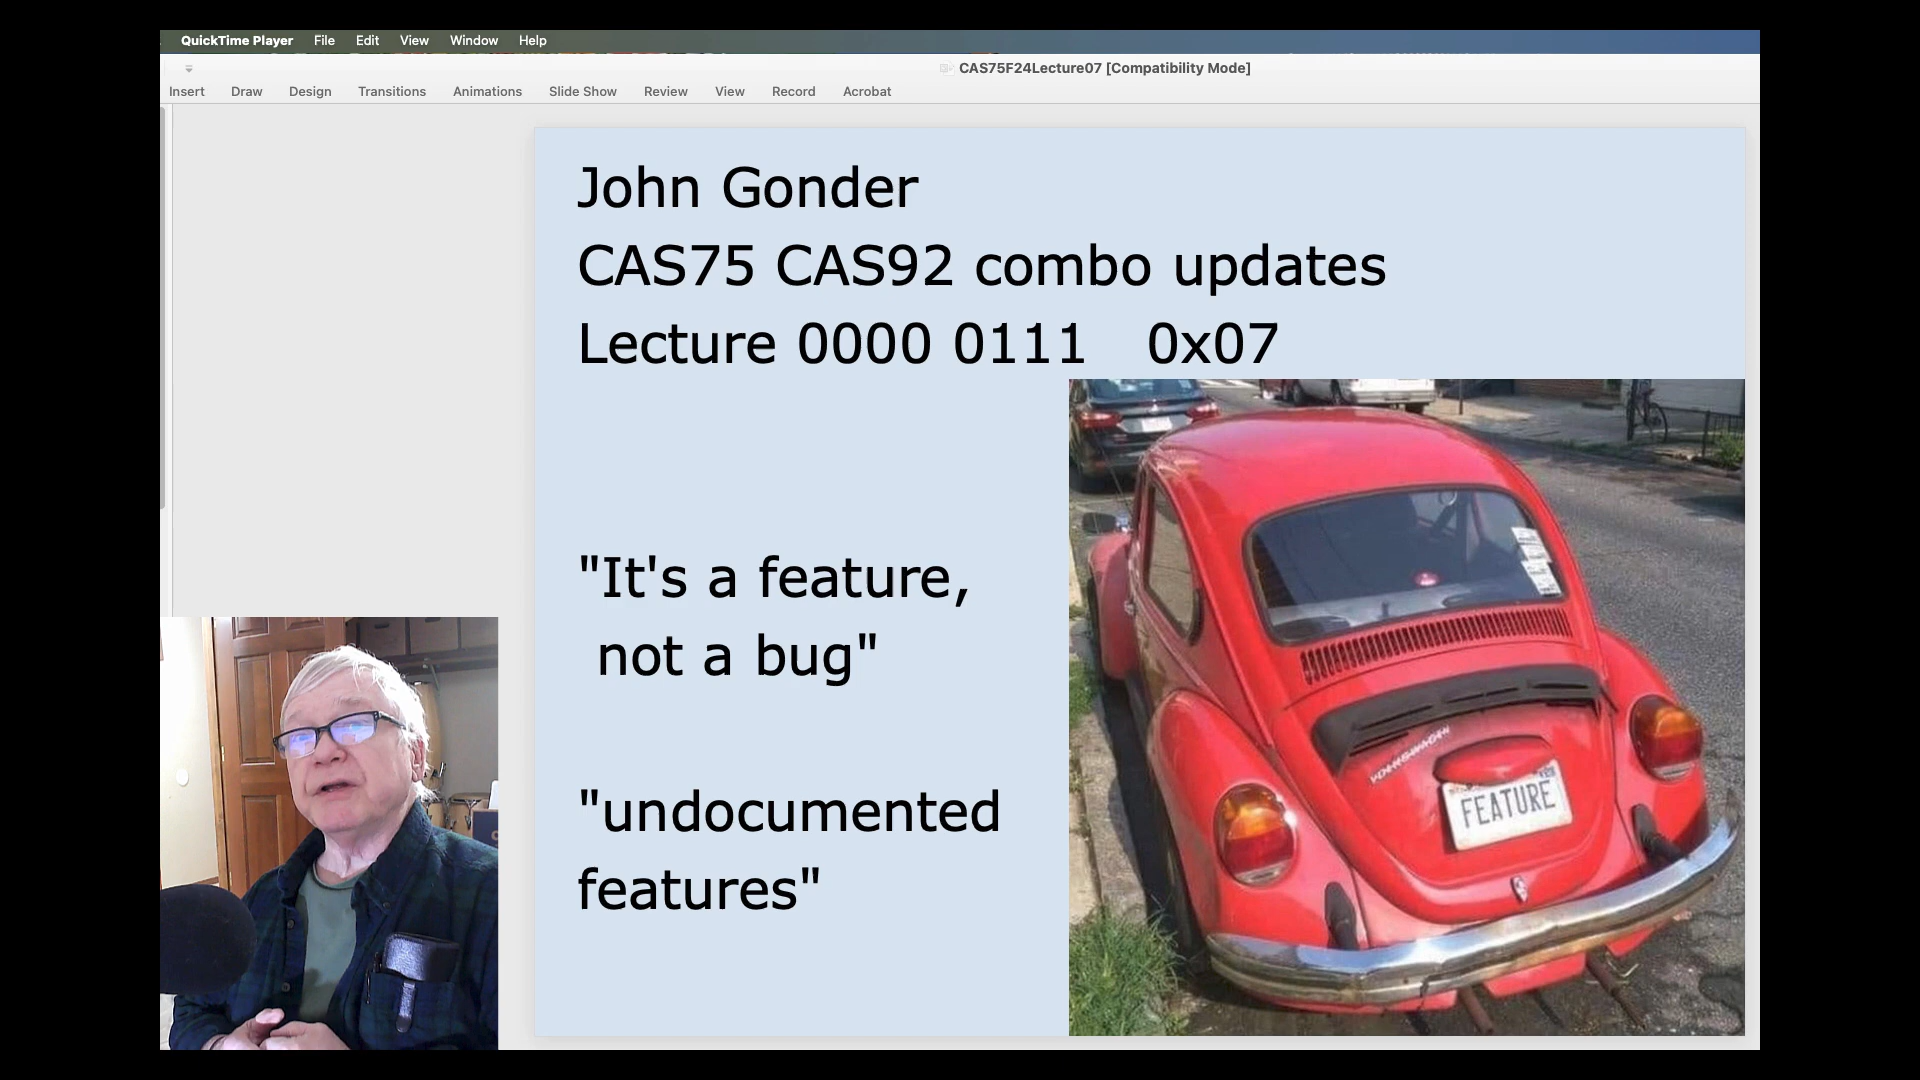 QuickTime Player File Edit View Window Help
CAS75F24Lecture07 [Compatibility Mode]
Insert Draw Design Transitions Animations Slide Show Review View Record Acrobat
John Gonder
CAS75 CAS92 combo updates
Lecture 0000 0111 0x07
"It's a feature,
not a bug"
"undocumented
features"
VOLKSWAGEN
FEATURE